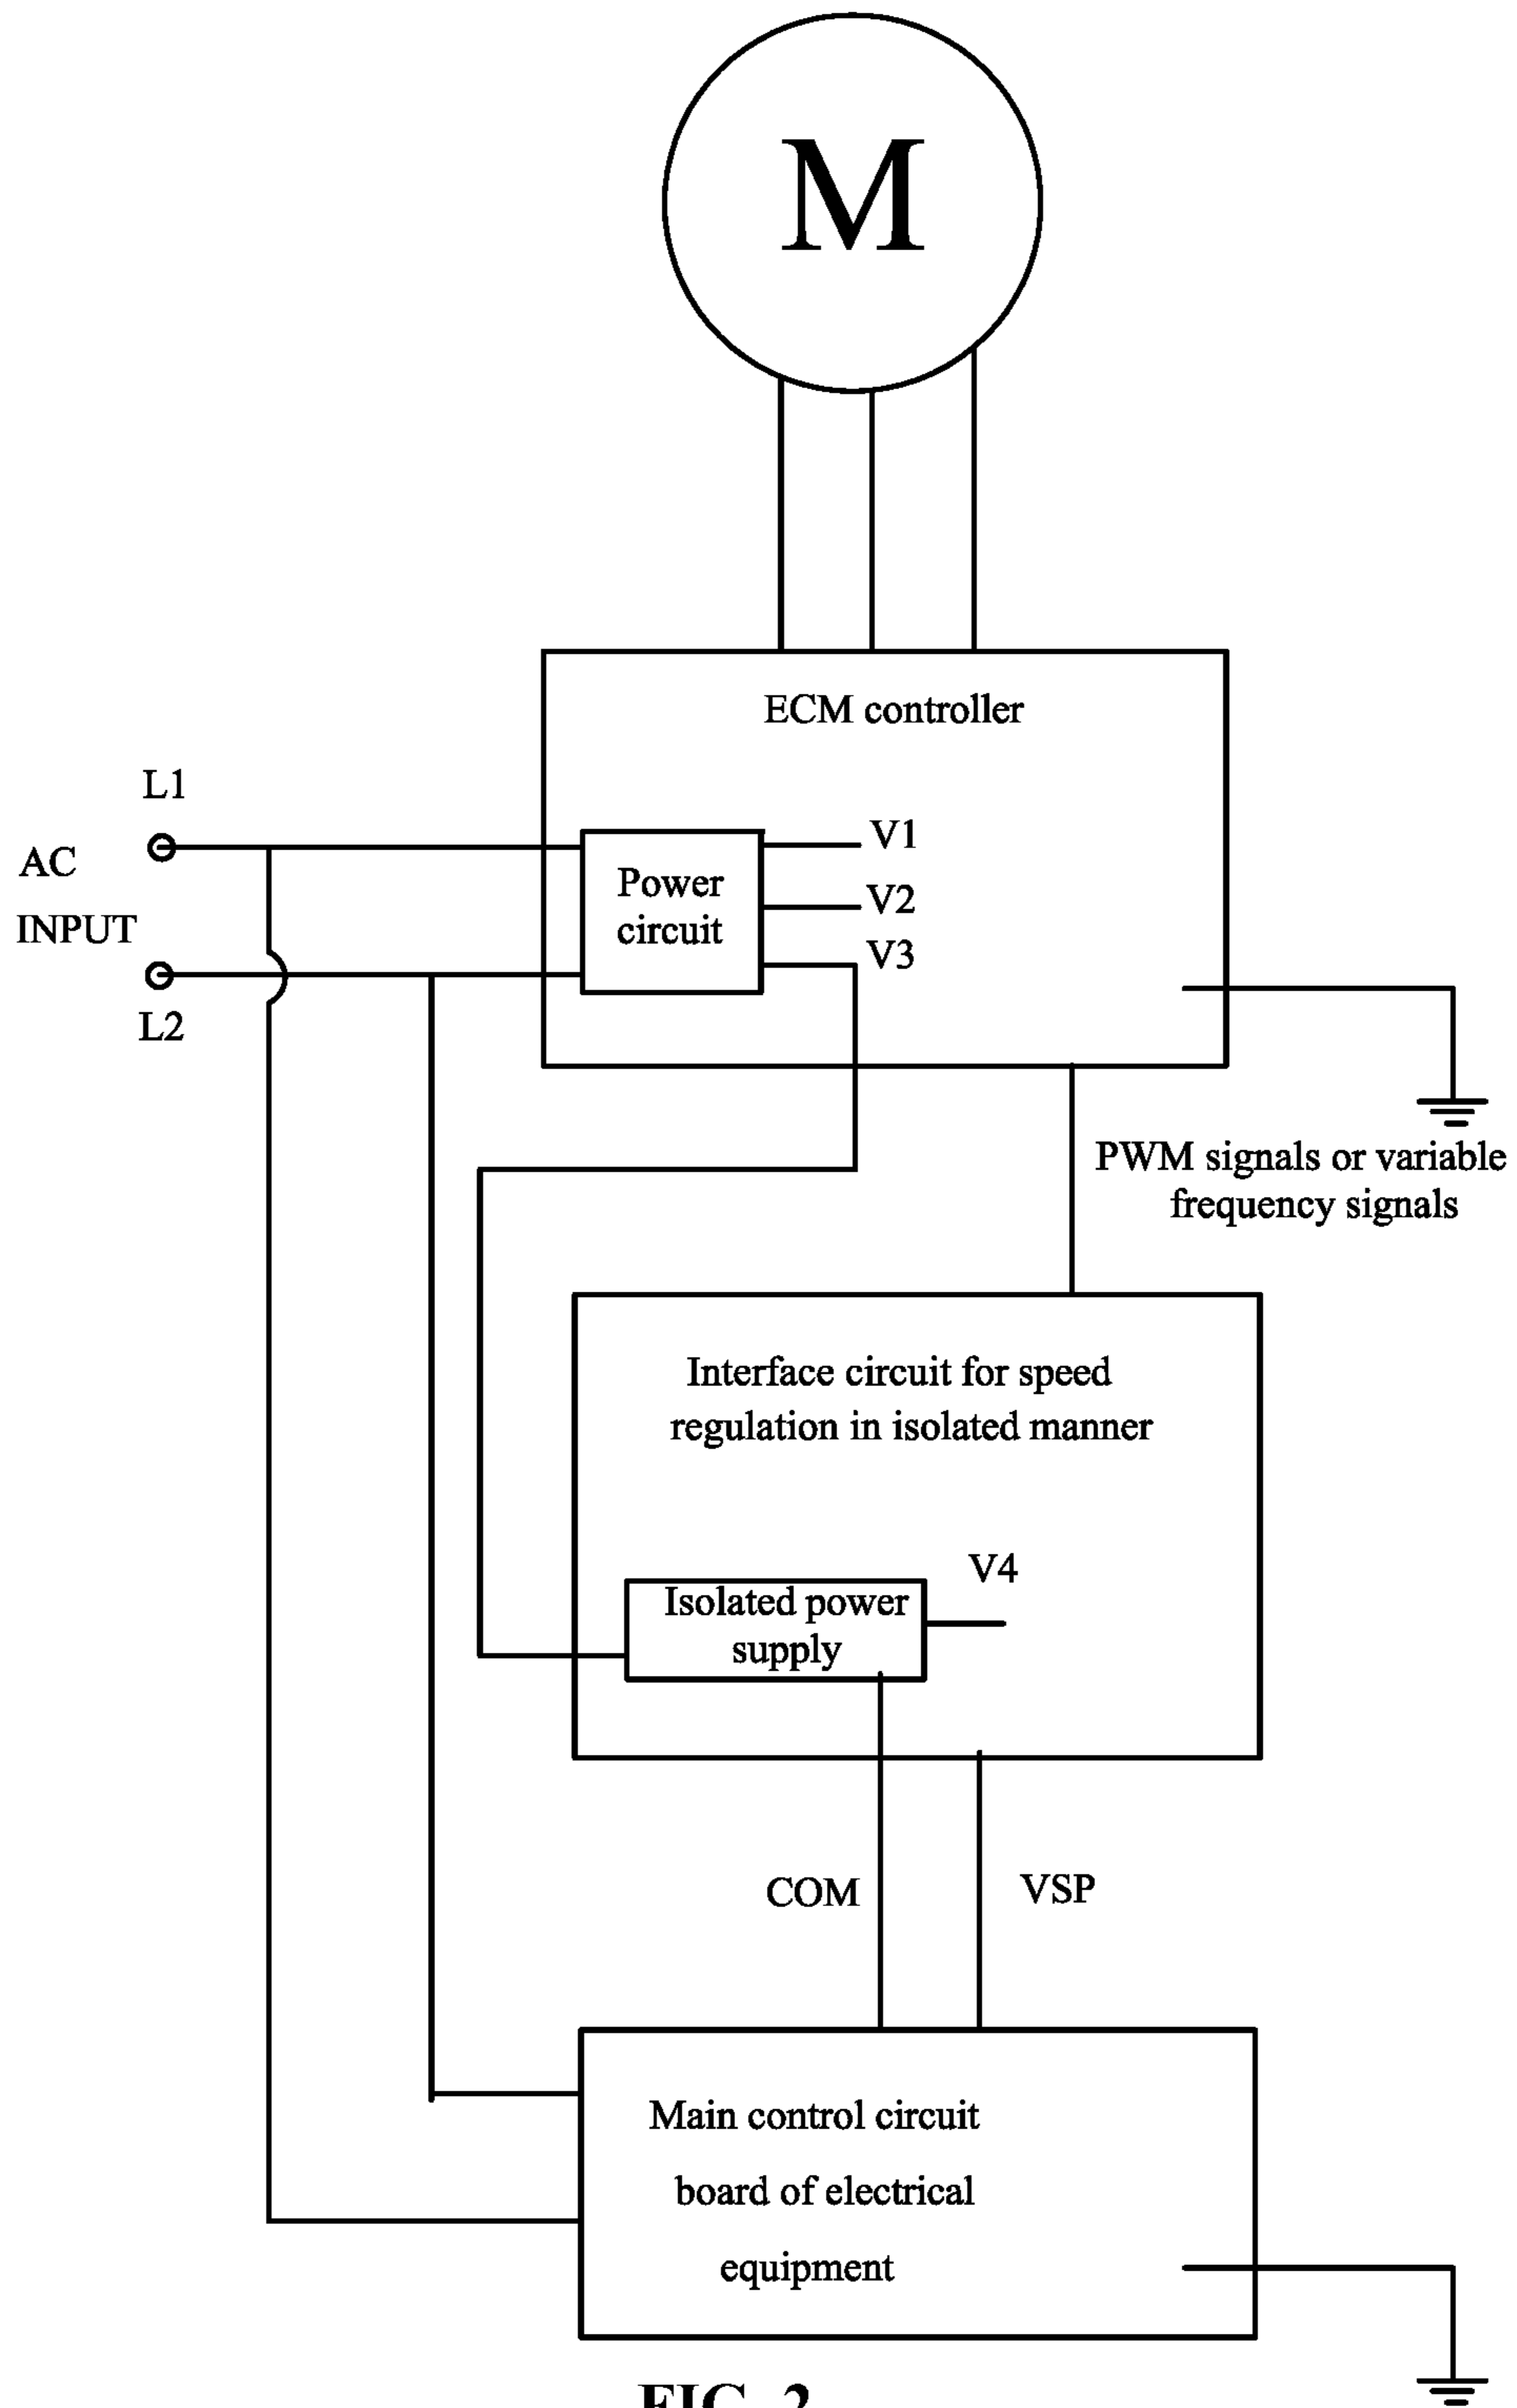 M
ECM controller
L1
AC
INPUT
L2
Power
circuit
V1
V2
V3
PWM signals or variable
frequency signals
Interface circuit for speed
regulation in isolated manner
V4
Isolated power
supply
COM
VSP
Main control circuit
board of electrical
equipment
FIG. 2